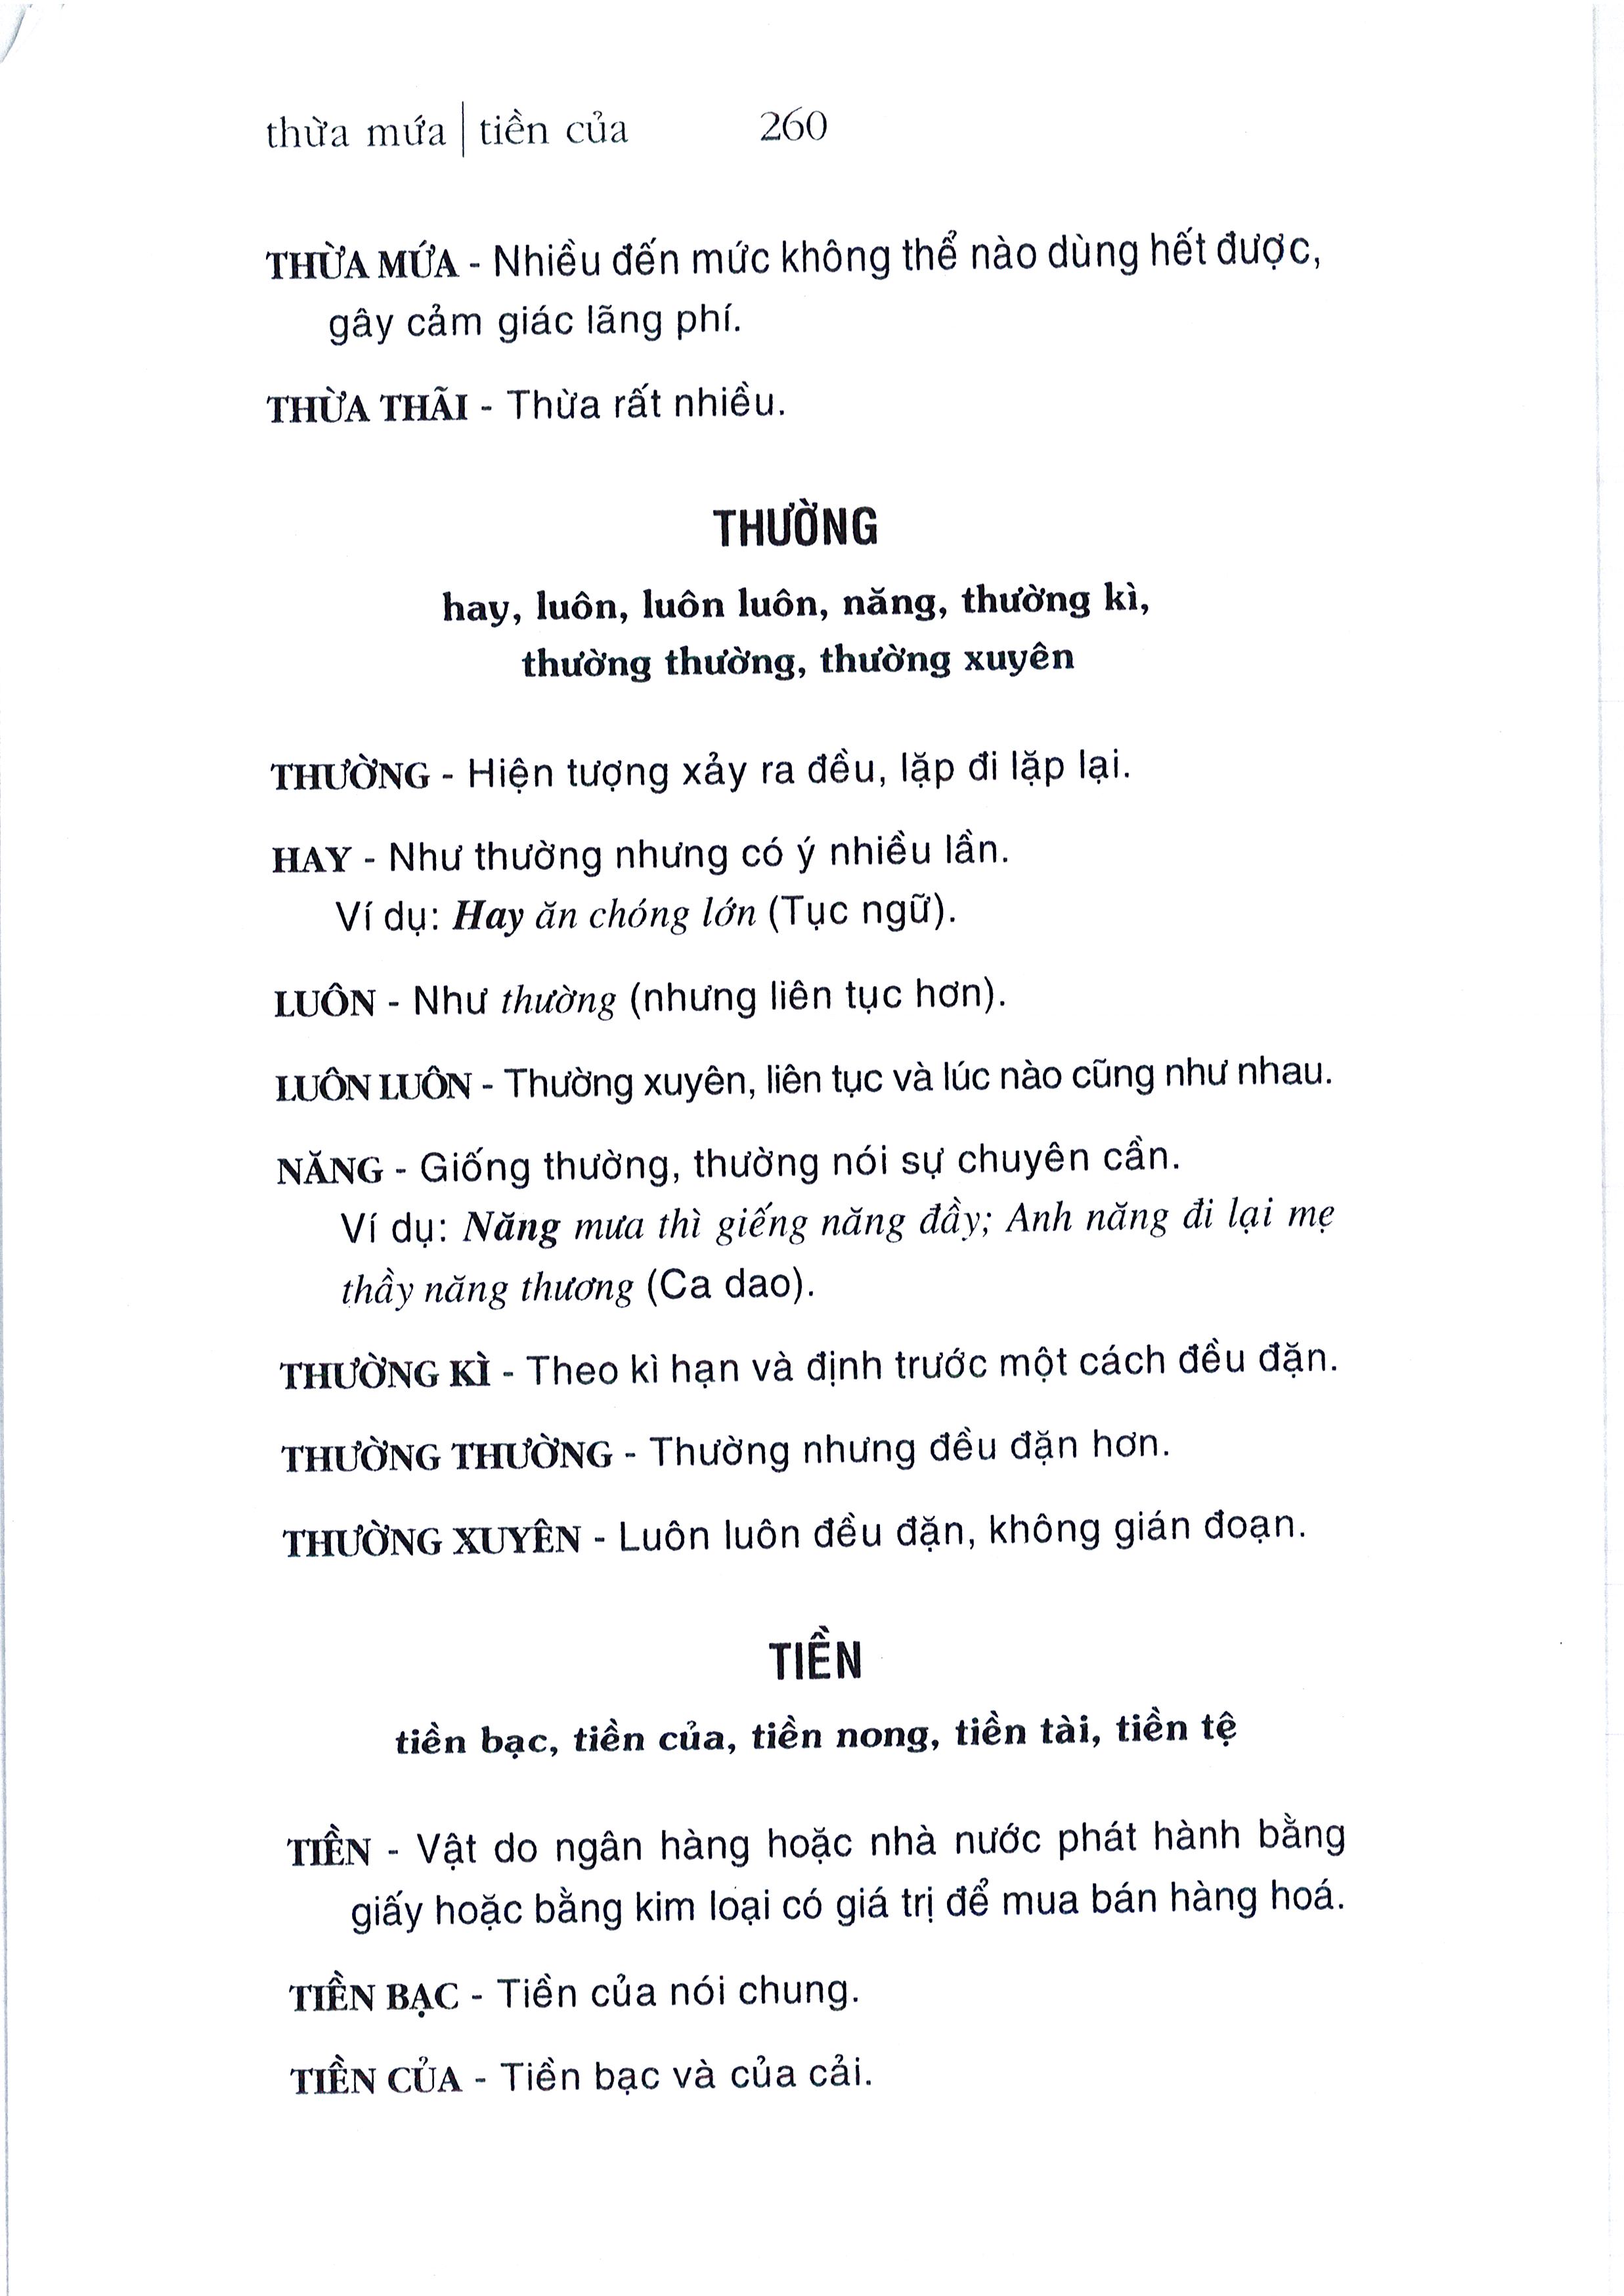 thừa mứa | tiền của 260
THỪA MỨA - Nhiều đến mức không thể nào dùng hết được,
gây cảm giác lãng phí.
THỪA THÃI - Thừa rất nhiều.
THƯỜNG
hay, luôn, luôn luôn, năng, thường kì,
thường thường, thường xuyên
THƯỜNG - Hiện tượng xảy ra đều, lặp đi lặp lại.
HAY - Như thường nhưng có ý nhiều lần.
Ví dụ: Hay ăn chóng lớn (Tục ngữ).
LUÔN - Như thường (nhưng liên tục hơn).
LUÔN LUÔN - Thường xuyên, liên tục và lúc nào cũng như nhau.
NĂNG - Giống thường, thường nói sự chuyên cần.
Ví dụ: Năng mưa thì giếng năng đầy; Anh năng đi lại mẹ
thầy năng thương (Ca dao).
THƯỜNG KÌ - Theo kì hạn và định trước một cách đều đặn.
THƯỜNG THƯỜNG - Thường nhưng đều đặn hơn.
THƯỜNG XUYÊN - Luôn luôn đều đặn, không gián đoạn.
TIỀN
tiền bạc, tiền của, tiền nong, tiền tài, tiền tệ
TIỀN - Vật do ngân hàng hoặc nhà nước phát hành bằng
giấy hoặc bằng kim loại có giá trị để mua bán hàng hoá.
TIỀN BẠC - Tiền của nói chung.
TIỀN CỦA - Tiền bạc và của cải.